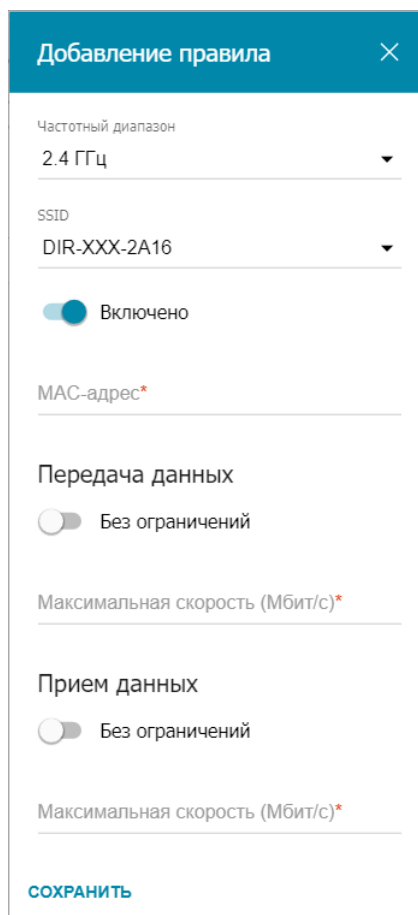 Добавление правила
Частотный диапазон
2.4 ГГц
SSID
DIR-XXX-2A16
Включено
MAC-адрес*
Передача данных
Без ограничений
Максимальная скорость (Мбит/с)*
Прием данных
Без ограничений
Максимальная скорость (Мбит/с)*
СОХРАНИТЬ